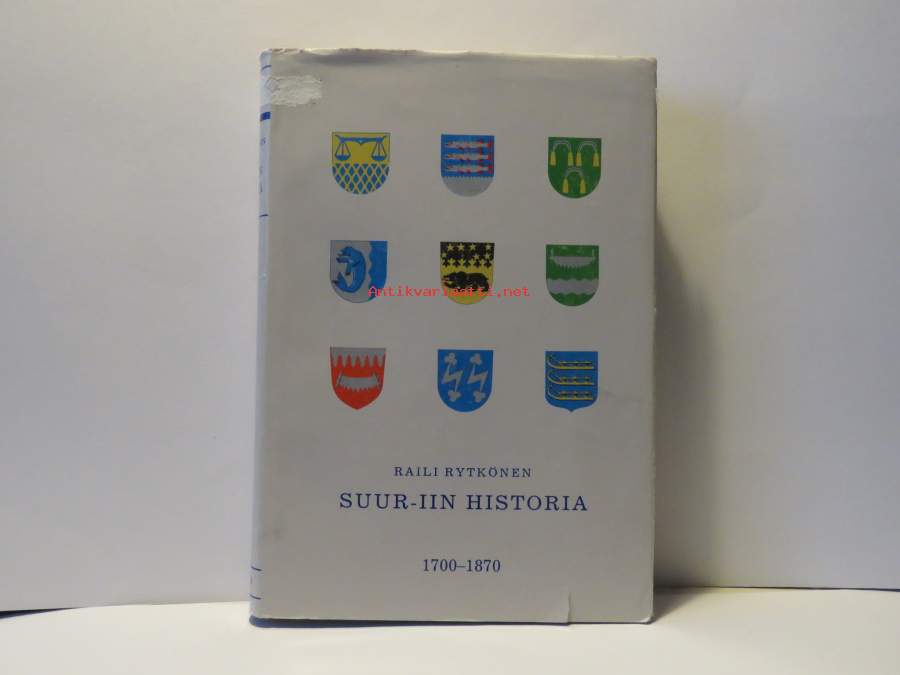 Antikvariaatti.net
RAILI RYTKÖNEN
SUUR-IIN HISTORIA
1700–1870